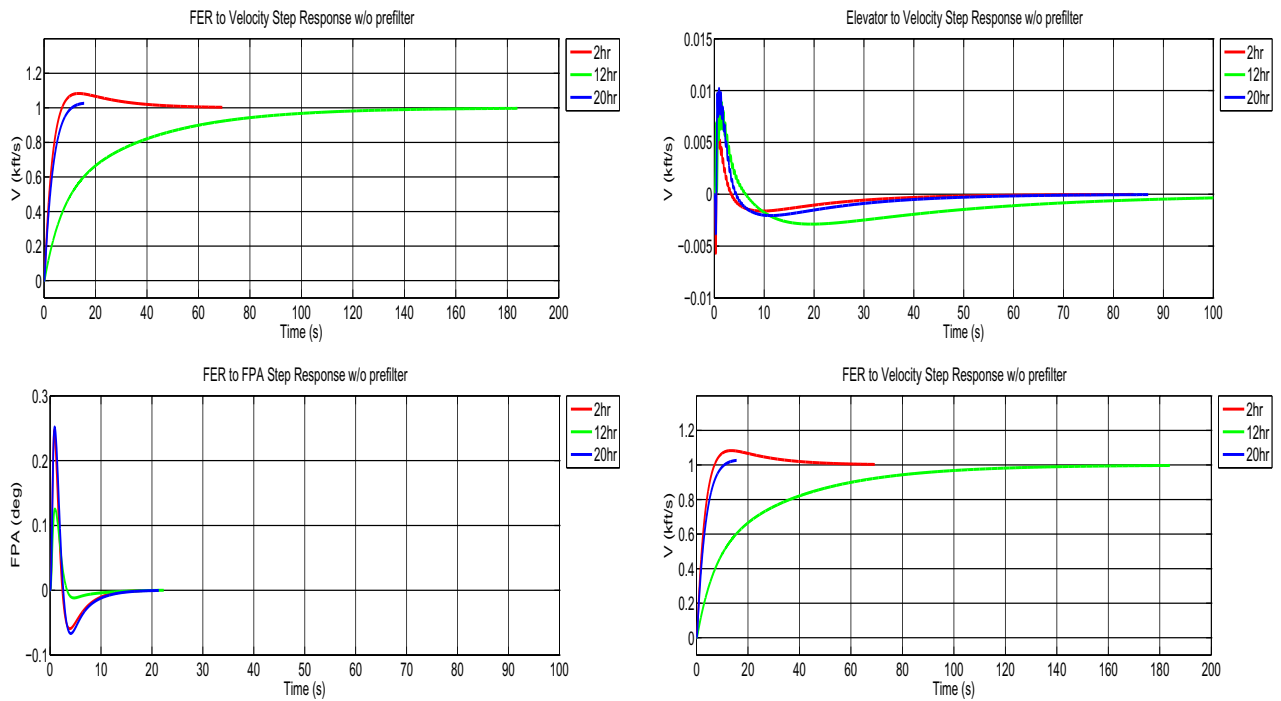 FER to Velocity Step Response w/o prefilter
V (kft/s)
1.2
1
0.8
0.6
0.4
0.2
0
0 20 40 60 80 100 120 140 160 180 200
Time (s)
2hr
12hr
20hr
Elevator to Velocity Step Response w/o prefilter
V (kft/s)
0.015
0.01
0.005
0
−0.005
−0.01
0 10 20 30 40 50 60 70 80 90 100
Time (s)
2hr
12hr
20hr
FER to FPA Step Response w/o prefilter
FPA (deg)
0.3
0.2
0.1
0
−0.1
0 10 20 30 40 50 60 70 80 90 100
Time (s)
2hr
12hr
20hr
FER to Velocity Step Response w/o prefilter
V (kft/s)
1.2
1
0.8
0.6
0.4
0.2
0
0 20 40 60 80 100 120 140 160 180 200
Time (s)
2hr
12hr
20hr